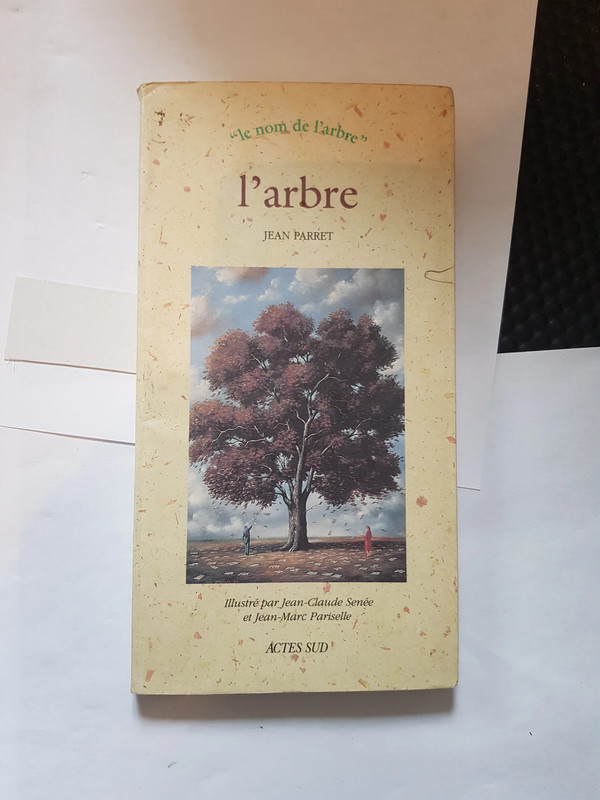 "le nom de l'arbre"
l'arbre
JEAN PARRET
Illustré par Jean-Claude Senée
et Jean-Marc Pariselle
ACTES SUD